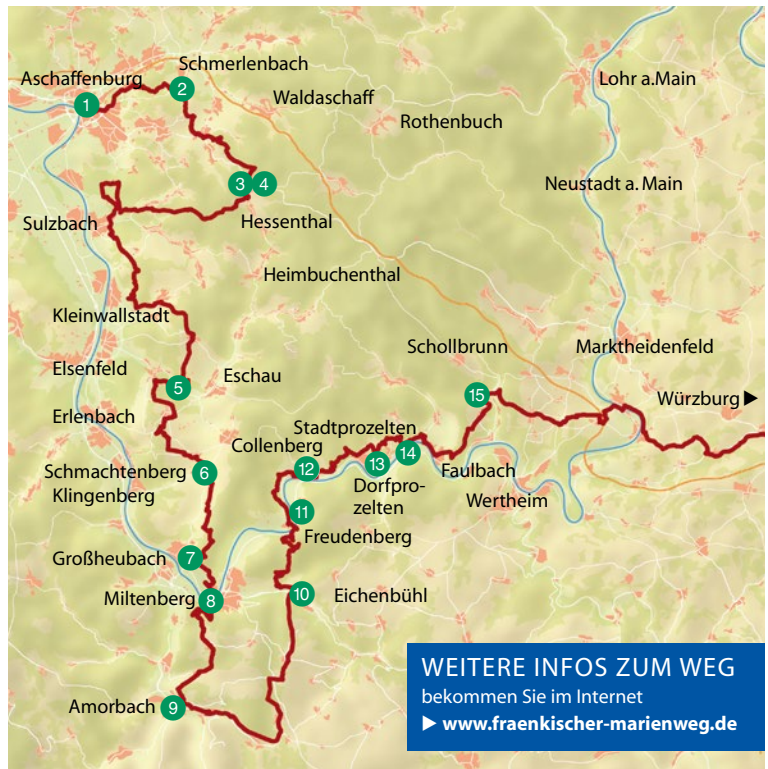 Schmerlenbach
Aschaffenburg
Lohr a.Main
1
2
Waldaschaff
Rothenbuch
3
4
Neustadt a. Main
Sulzbach
Hessenthal
Heimbuchenthal
Kleinwallstadt
Schollbrunn
Marktheidenfeld
Elsenfeld
5
Eschau
15
Würzburg ▶
Erlenbach
Stadtprozelten
Collenberg
14
Schmachtenberg
6
12
13
Faulbach
Klingenberg
Dorfpro-
zelten
Wertheim
11
Freudenberg
Großheubach
7
Miltenberg
8
10
Eichenbühl
Amorbach
9
WEITERE INFOS ZUM WEG
bekommen Sie im Internet
▶ www.fraenkischer-marienweg.de